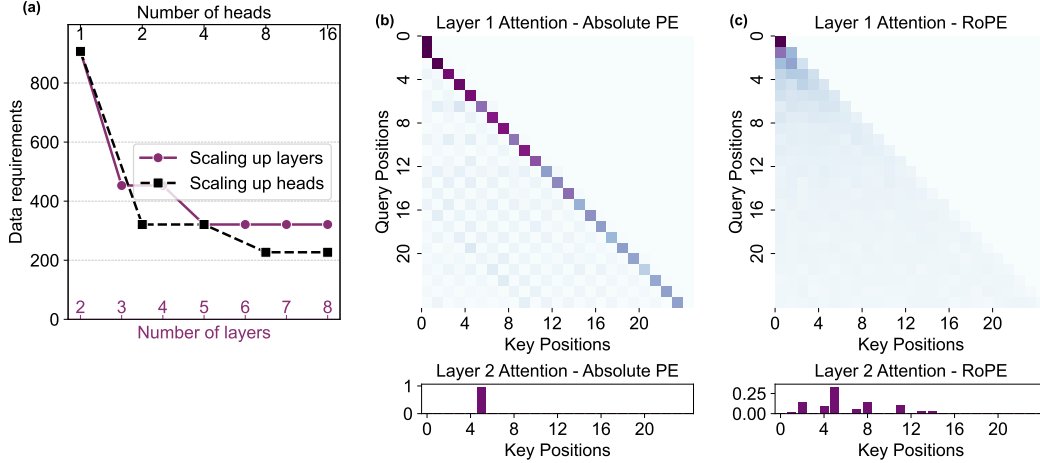 (a)
Number of heads
1 2 4 8 16
Data requirements
800
600
400
200
0
Scaling up layers
Scaling up heads
2 3 4 5 6 7 8
Number of layers
(b)
Layer 1 Attention - Absolute PE
Query Positions
0
4
8
12
16
20
0 4 8 12 16 20
Key Positions
Layer 2 Attention - Absolute PE
1
0
0 4 8 12 16 20
Key Positions
(c)
Layer 1 Attention - RoPE
Query Positions
0
4
8
12
16
20
0 4 8 12 16 20
Key Positions
Layer 2 Attention - RoPE
0.25
0.00
0 4 8 12 16 20
Key Positions